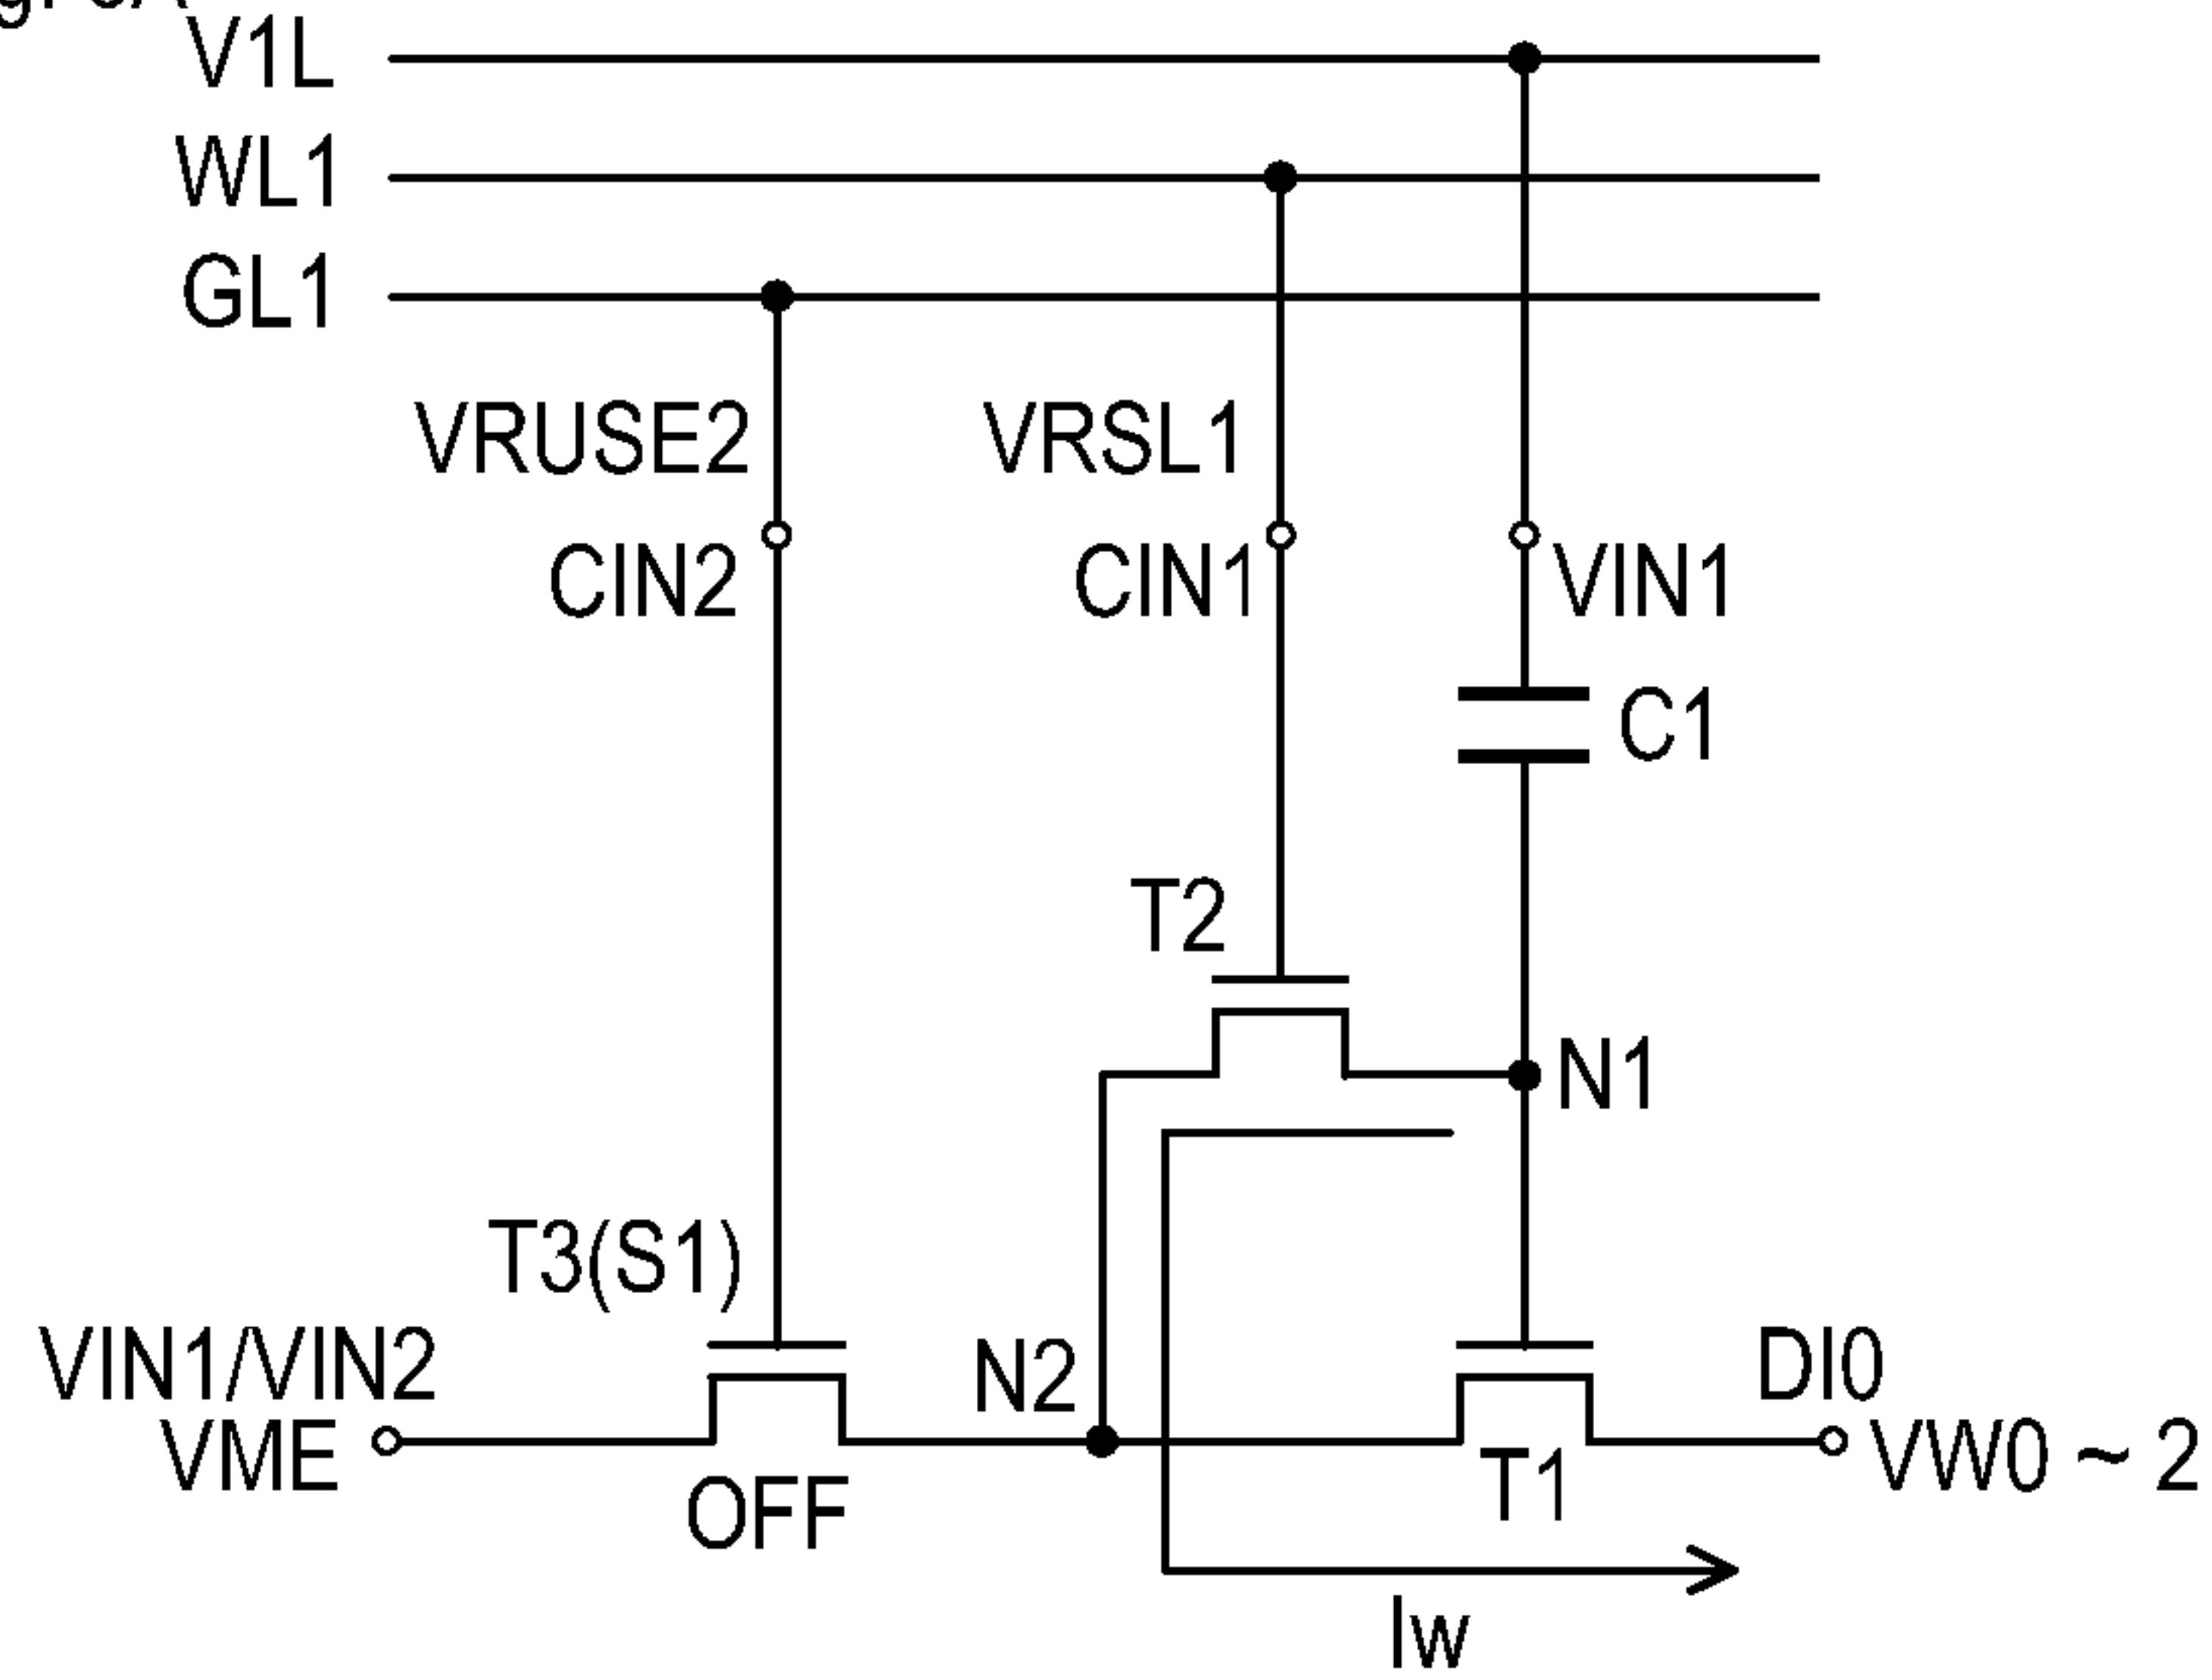 V1L
WL1
GL1
VRUSE2
VRSL1
CIN2
CIN1
VIN1
C1
T2
N1
T3(S1)
VIN1/VIN2
N2
DI0
VME
VW0 ~ 2
OFF
T1
Iw